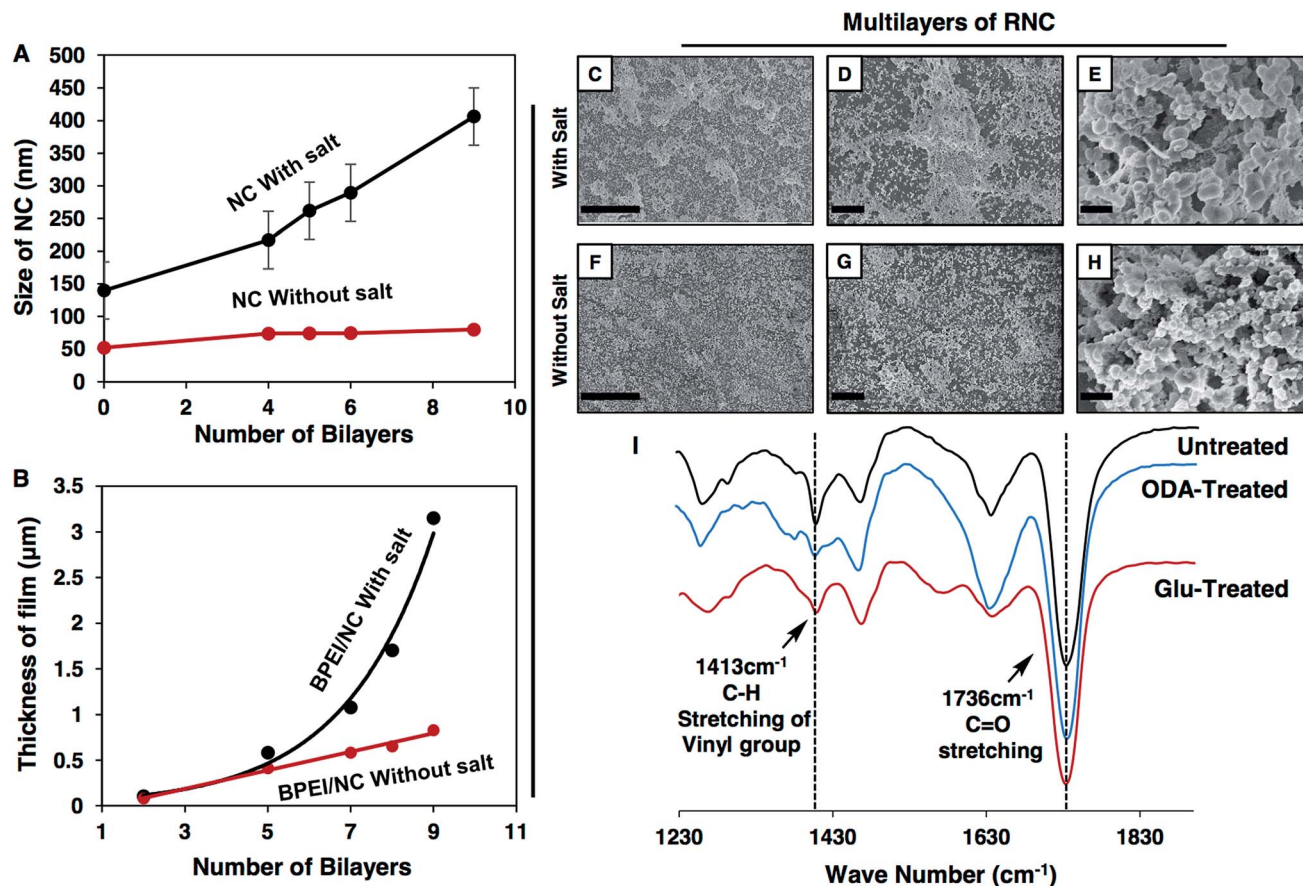 A
500
450
400
350
300
250
200
150
100
50
0
Size of NC (nm)
NC With salt
NC Without salt
0 2 4 6 8 10
Number of Bilayers
B
3.5
3
2.5
2
1.5
1
0.5
0
Thickness of film (µm)
BPEI/NC With salt
BPEI/NC Without salt
1 3 5 7 9 11
Number of Bilayers
Multilayers of RNC
With Salt
C D E
Without Salt
F G H
I
Untreated
ODA-Treated
Glu-Treated
1413cm-1
C-H
Stretching of
Vinyl group
1736cm-1
C=O
stretching
1230 1430 1630 1830
Wave Number (cm-1)